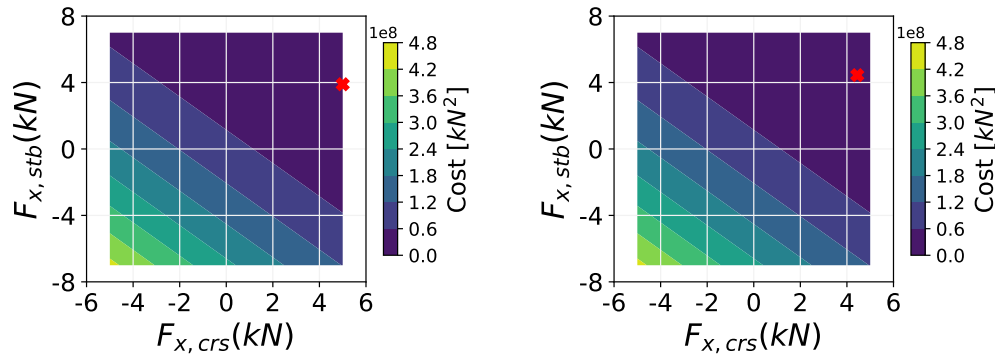 8
4
0
-4
-8
F_{x, stb}(kN)
-6 -4 -2 0 2 4 6
F_{x, crs}(kN)
1e8
4.8
4.2
3.6
3.0
2.4
1.8
1.2
0.6
0.0
Cost [kN^2]
8
4
0
-4
-8
F_{x, stb}(kN)
-6 -4 -2 0 2 4 6
F_{x, crs}(kN)
1e8
4.8
4.2
3.6
3.0
2.4
1.8
1.2
0.6
0.0
Cost [kN^2]